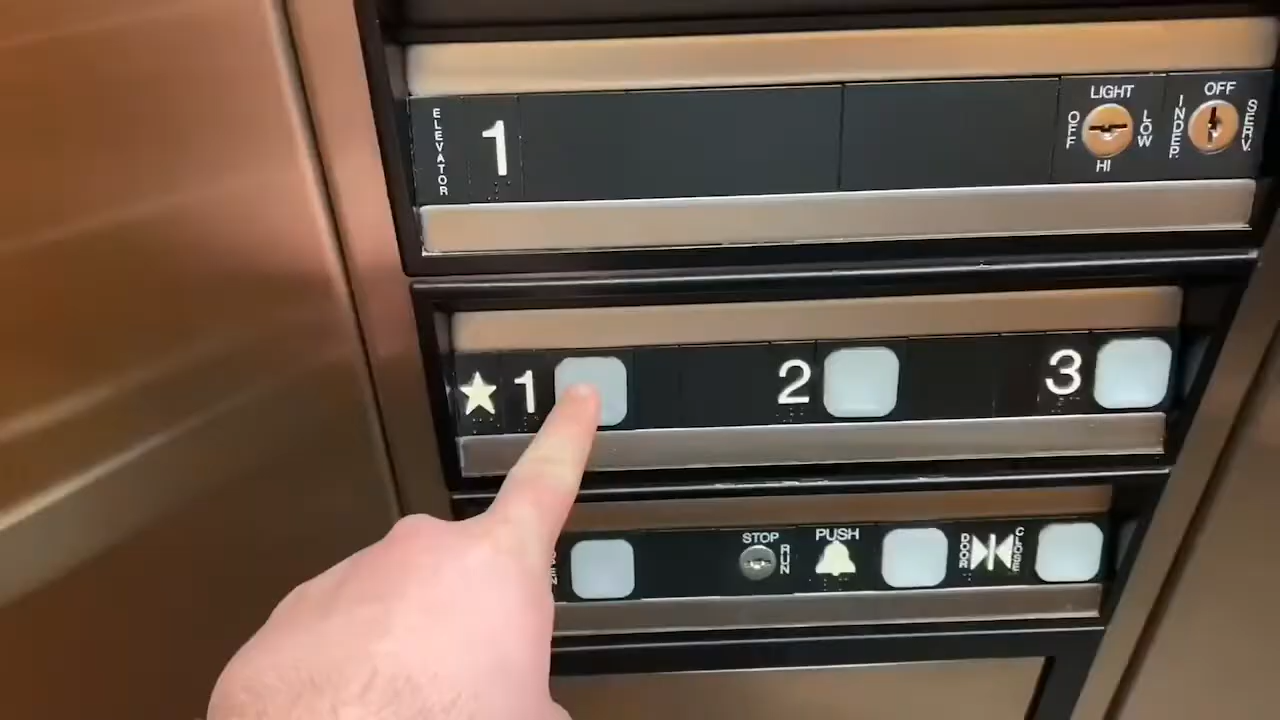 ELEVATOR 1
LIGHT
OFF
LOW
HI
OFF
INDEP.
SERV.
★1
2
3
STOP
RUN
PUSH
DOOR
CLOSE